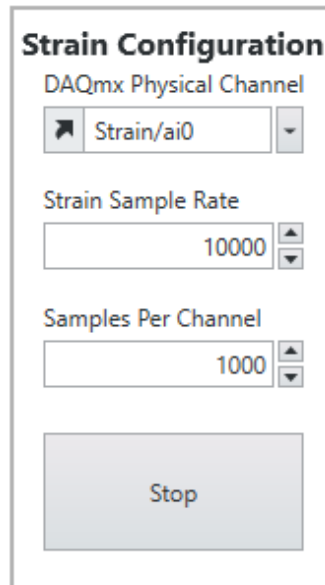 Strain Configuration
DAQmx Physical Channel
Strain/ai0
Strain Sample Rate
10000
Samples Per Channel
1000
Stop